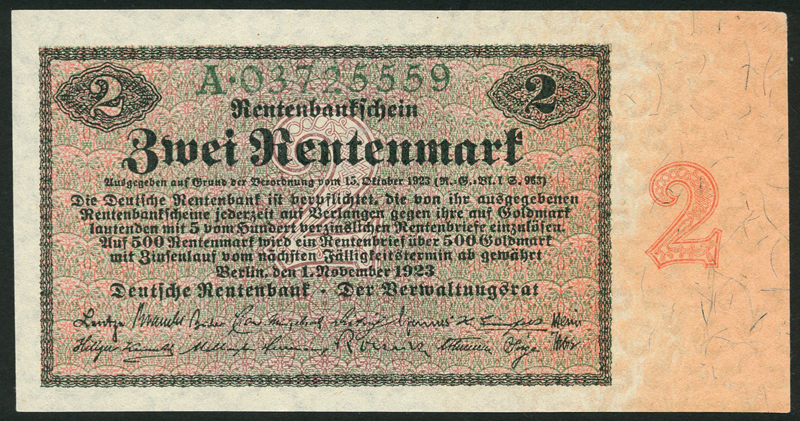 A·03725559
2 2
Rentenbankschein
Zwei Rentenmark
Ausgegeben auf Grund der Verordnung vom 15. Oktober 1923 (R.-G.-Bl. I S. 963)
Die Deutsche Rentenbank ist verpflichtet, die von ihr ausgegebenen
Rentenbankscheine jederzeit auf Verlangen gegen ihre auf Goldmark
lautenden mit 5 vom Hundert verzinslichen Rentenbriefe einzulösen.
Auf 500 Rentenmark wird ein Rentenbrief über 500 Goldmark
mit Zinsenlauf vom nächsten Fälligkeitstermin ab gewährt
Berlin, den 1. November 1923
Deutsche Rentenbank · Der Verwaltungsrat
2
2